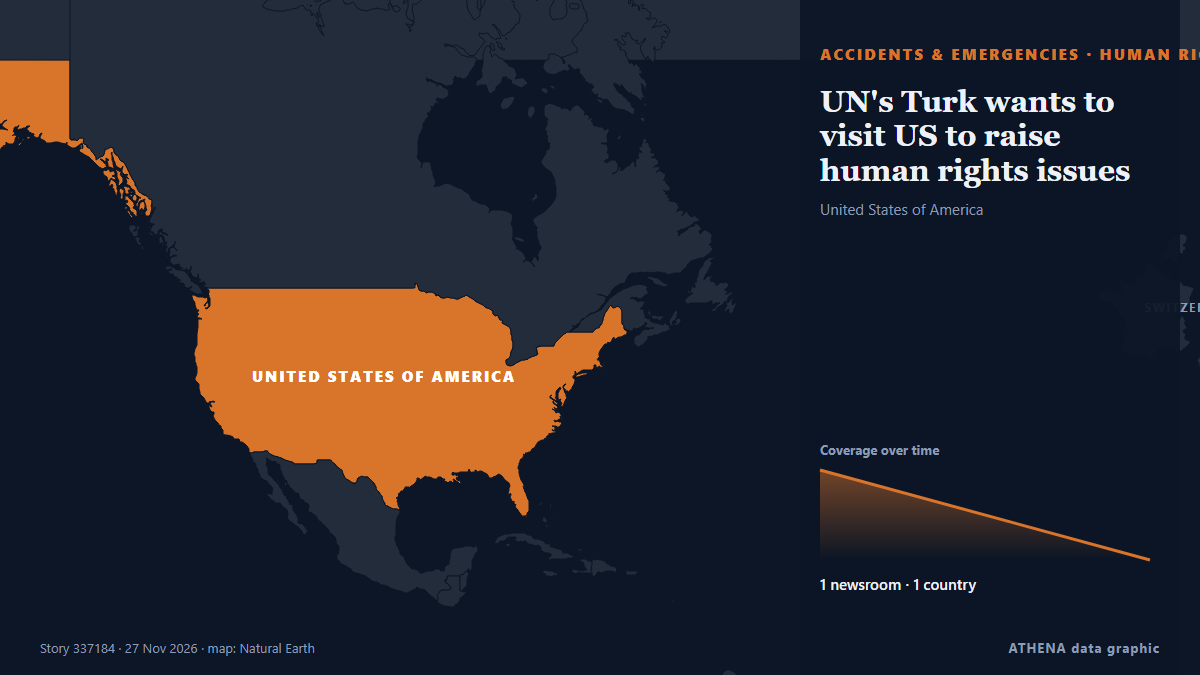 ACCIDENTS & EMERGENCIES · HUMAN
UN's Turk wants to
visit US to raise
human rights issues
United States of America
UNITED STATES OF AMERICA
Coverage over time
1 newsroom · 1 country
Story 337184 · 27 Nov 2026 · map: Natural Earth
ATHENA data graphic